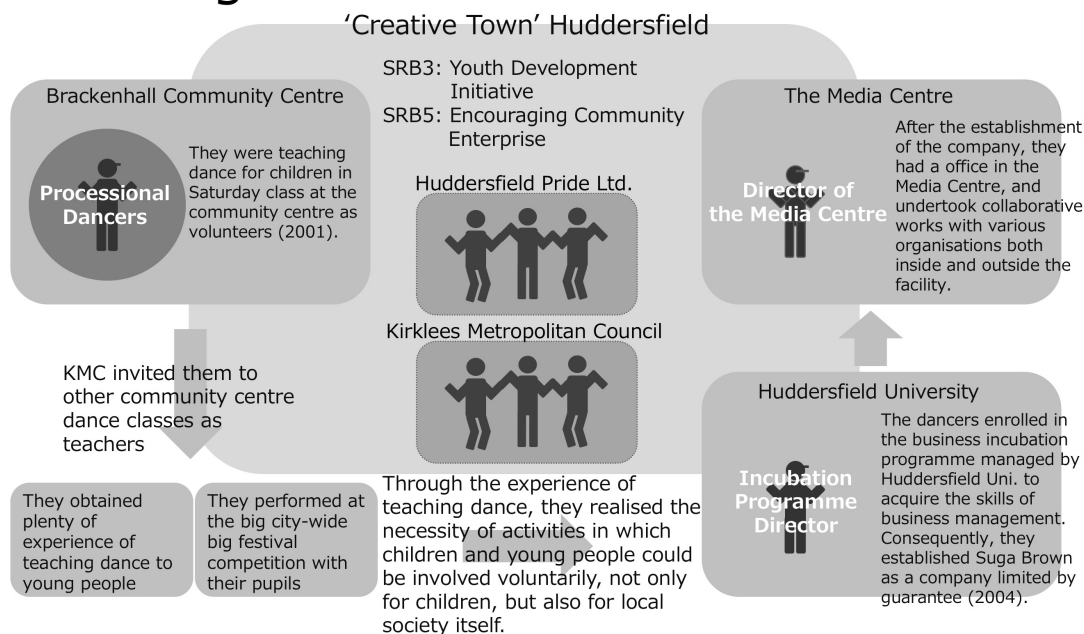 'Creative Town' Huddersfield
SRB3: Youth Development
Initiative
SRB5: Encouraging Community
Enterprise
Brackenhall Community Centre
They were teaching
dance for children in
Saturday class at the
community centre as
volunteers (2001).
Processional
Dancers
Huddersfield Pride Ltd.
Kirklees Metropolitan Council
The Media Centre
After the establishment
of the company, they
had a office in the
Media Centre, and
undertook collaborative
works with various
organisations both
inside and outside the
facility.
Director of
the Media Centre
KMC invited them to
other community centre
dance classes as
teachers
They obtained
plenty of
experience of
teaching dance to
young people
They performed at
the big city-wide
big festival
competition with
their pupils
Through the experience of
teaching dance, they realised the
necessity of activities in which
children and young people could
be involved voluntarily, not only
for children, but also for local
society itself.
Huddersfield University
The dancers enrolled in
the business incubation
programme managed by
Huddersfield Uni. to
acquire the skills of
business management.
Consequently, they
established Suga Brown
as a company limited by
guarantee (2004).
Incubation
Programme
Director